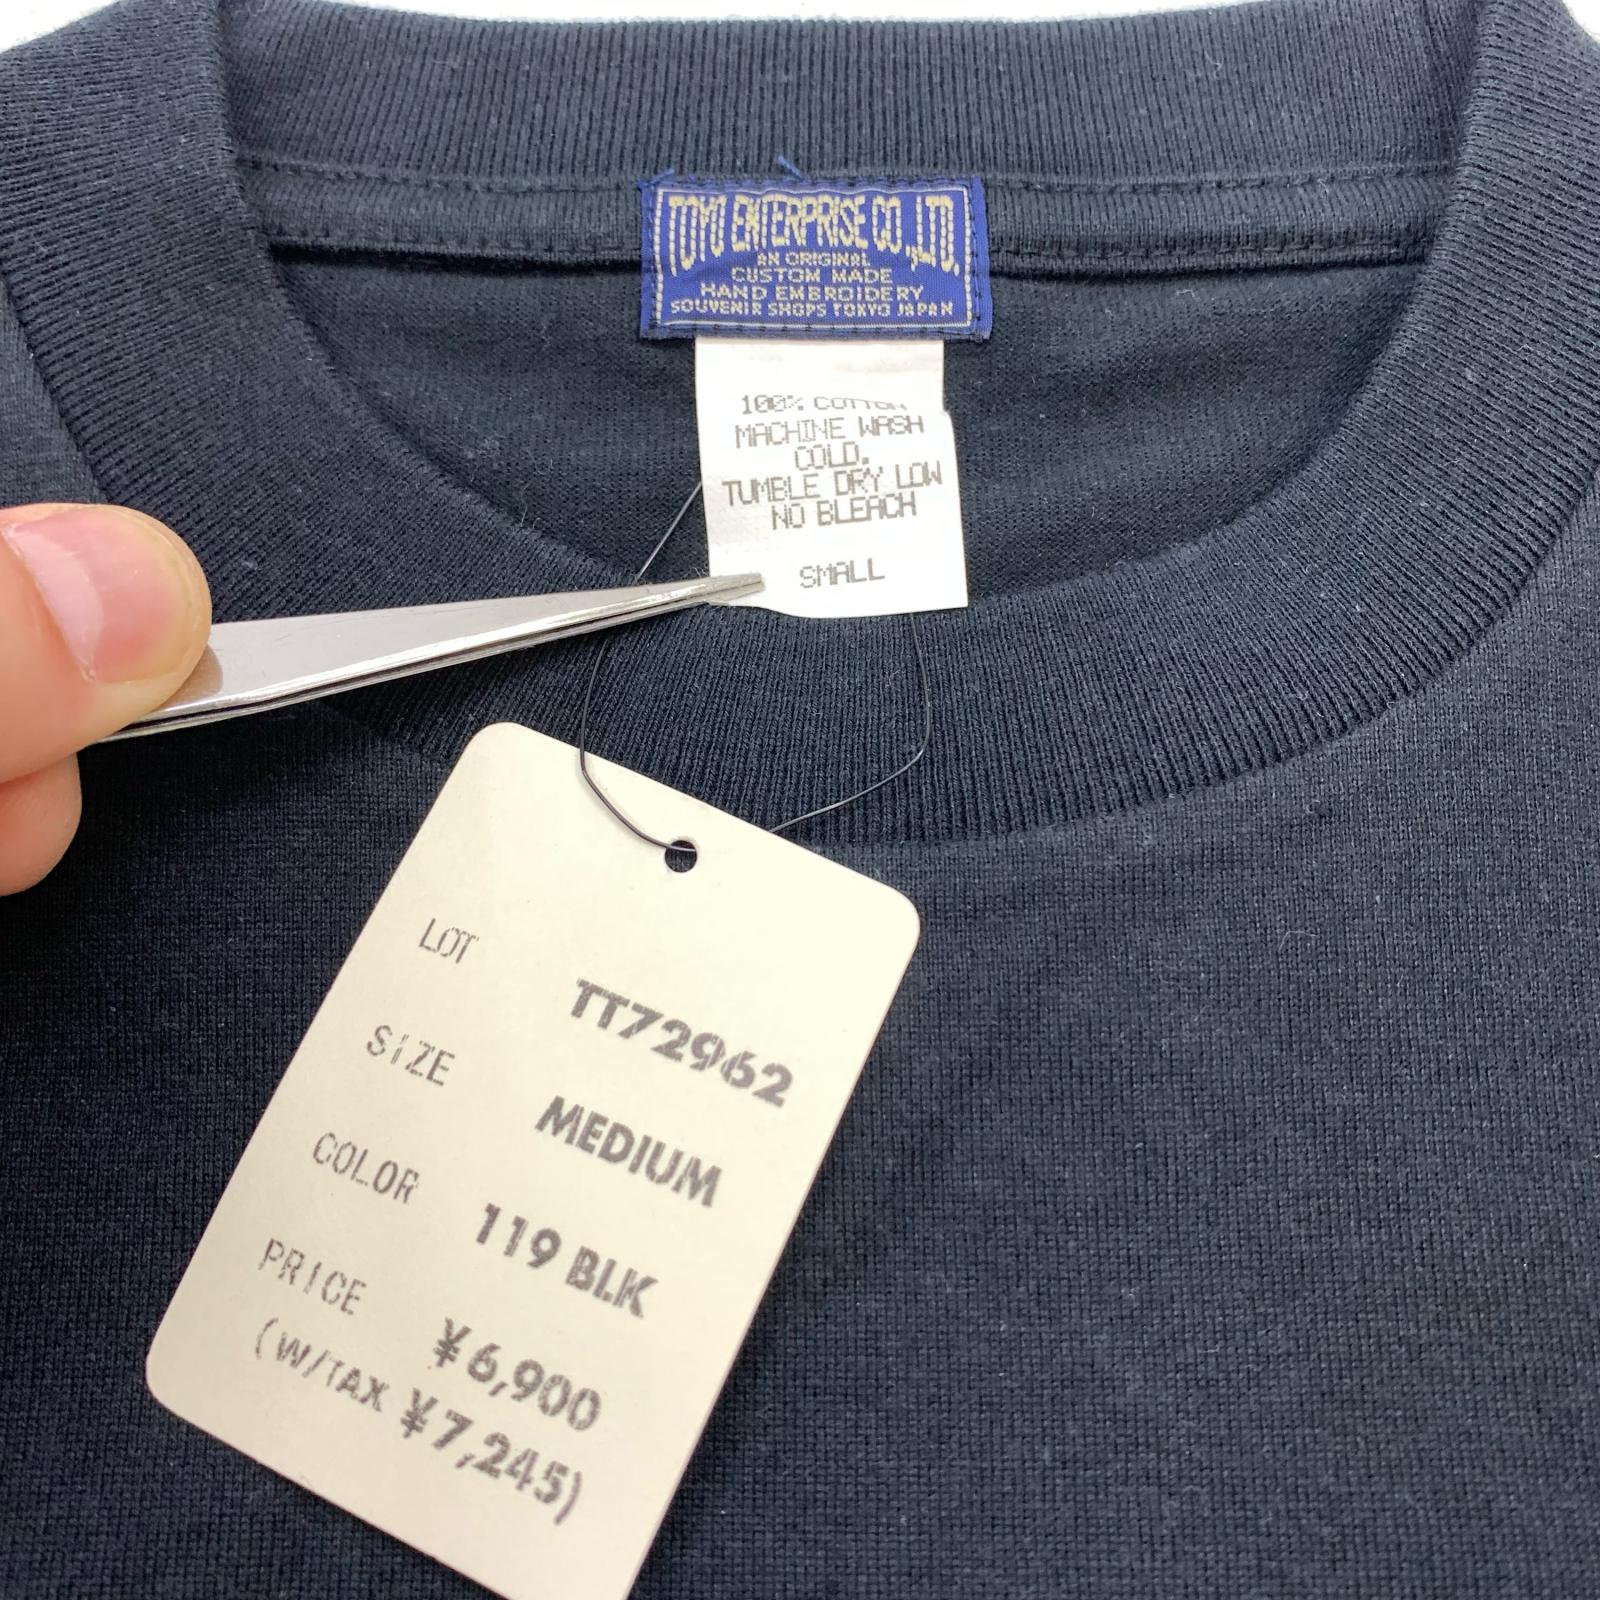 TOYO ENTERPRISE CO.,LTD.
AN ORIGINAL
CUSTOM MADE
HAND EMBROIDERY
SOUVENIR SHOPS TOKYO JAPAN
100% COTTON
MACHINE WASH
COLD.
TUMBLE DRY LOW
NO BLEACH
SMALL
LOT TT72962
SIZE MEDIUM
COLOR 119 BLK
PRICE ¥6,900
(W/TAX ¥7,245)